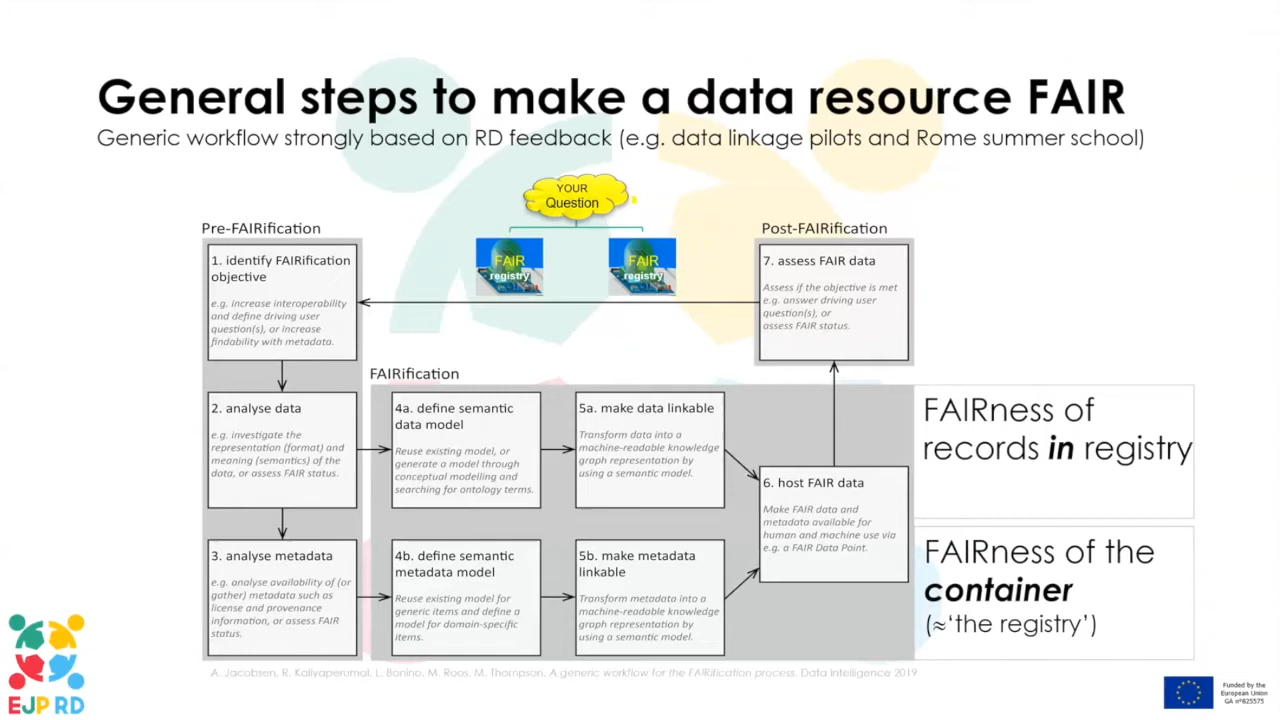 General steps to make a data resource FAIR
Generic workflow strongly based on RD feedback (e.g. data linkage pilots and Rome summer school)
YOUR
Question
FAIR
registry
FAIR
registry
Pre-FAIRification
1. identify FAIRification
objective
e.g. increase interoperability
and define driving user
question(s), or increase
findability with metadata.
Post-FAIRification
7. assess FAIR data
Assess if the objective is met
e.g. answer driving user
question(s), or
assess FAIR status.
FAIRification
2. analyse data
e.g. investigate the
representation (format) and
meaning (semantics) of the
data, or assess FAIR status.
4a. define semantic
data model
Reuse existing model, or
generate a model through
conceptual modelling and
searching for ontology terms.
5a. make data linkable
Transform data into a
machine-readable knowledge
graph representation by
using a semantic model.
FAIRness of
records in registry
6. host FAIR data
Make FAIR data and
metadata available for
human and machine use via
e.g. a FAIR Data Point.
3. analyse metadata
e.g. analyse availability of (or
gather) metadata such as
license and provenance
information, or assess FAIR
status.
4b. define semantic
metadata model
Reuse existing model for
generic items and define a
model for domain-specific
items.
5b. make metadata
linkable
Transform metadata into a
machine-readable knowledge
graph representation by
using a semantic model.
FAIRness of the
container
(≈‘the registry’)
A. Jacobsen, R. Kaliyaperumal, L. Bonino, M. Roos, M. Thompson, A generic workflow for the FAIRification process. Data Intelligence 2019
EJP RD
Funded by the
European Union
GA n°825575